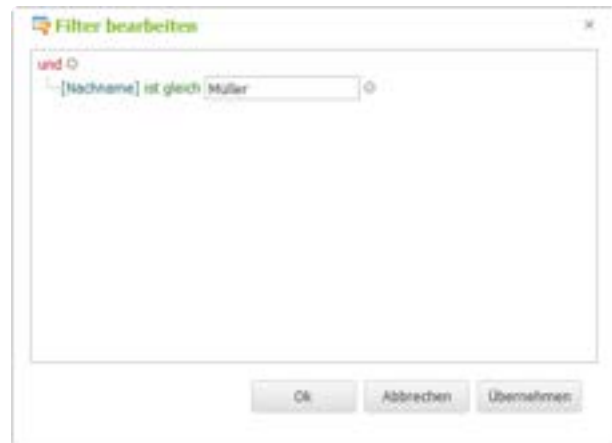 Filter bearbeiten
und
[Nachname] ist gleich Müller
Ok Abbrechen Übernehmen